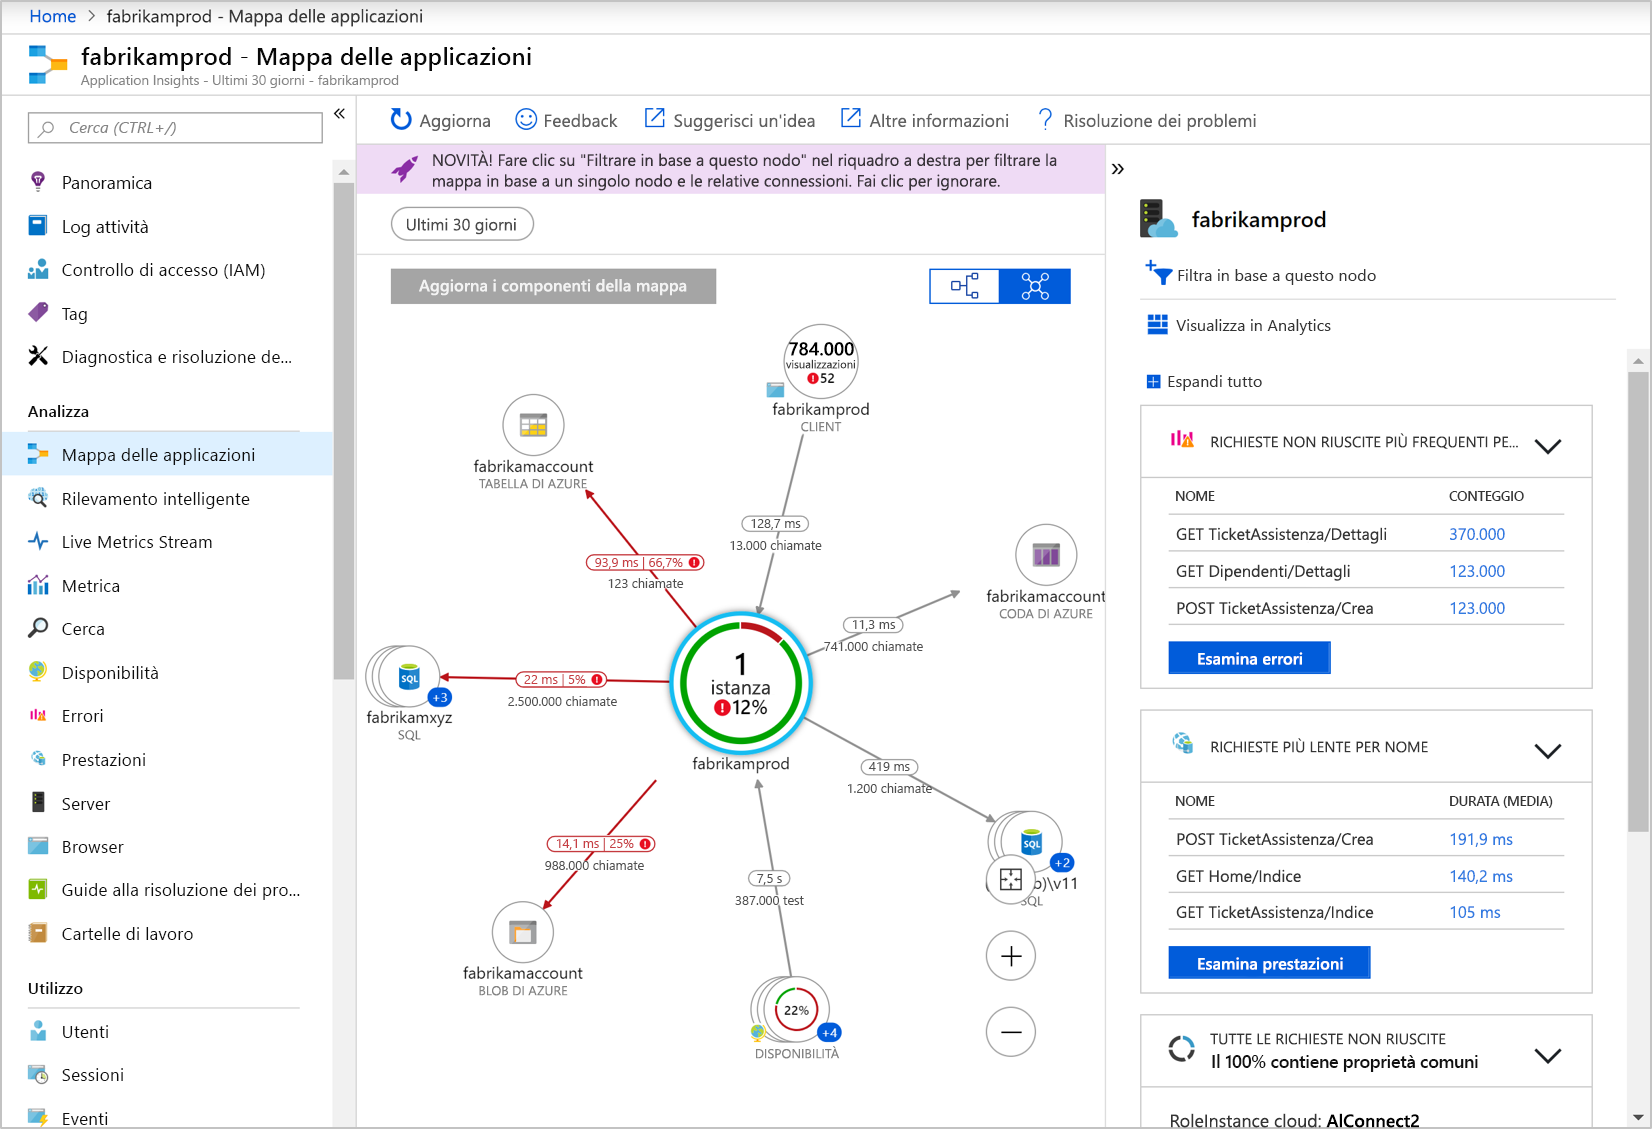 Home > fabrikamprod - Mappa delle applicazioni
fabrikamprod - Mappa delle applicazioni
Application Insights - Ultimi 30 giorni - fabrikamprod
Cerca (CTRL+/)
«
Panoramica
Log attività
Controllo di accesso (IAM)
Tag
Diagnostica e risoluzione de...
Analizza
Mappa delle applicazioni
Rilevamento intelligente
Live Metrics Stream
Metrica
Cerca
Disponibilità
Errori
Prestazioni
Server
Browser
Guide alla risoluzione dei pro...
Cartelle di lavoro
Utilizzo
Utenti
Sessioni
Eventi
Aggiorna
Feedback
Suggerisci un'idea
Altre informazioni
Risoluzione dei problemi
NOVITÀ! Fare clic su "Filtrare in base a questo nodo" nel riquadro a destra per filtrare la
mappa in base a un singolo nodo e le relative connessioni. Fai clic per ignorare.
Ultimi 30 giorni
Aggiorna i componenti della mappa
784.000
visualizzazioni
52
fabrikamprod
CLIENT
fabrikamaccount
TABELLA DI AZURE
128,7 ms
13.000 chiamate
93,9 ms | 66,7%
123 chiamate
fabrikamaccount
CODA DI AZURE
11,3 ms
741.000 chiamate
SQL
+3
fabrikamxyz
SQL
22 ms | 5%
2.500.000 chiamate
1
istanza
12%
fabrikamprod
419 ms
1.200 chiamate
SQL
+2
b)\v11
SQL
14,1 ms | 25%
988.000 chiamate
fabrikamaccount
BLOB DI AZURE
7,5 s
387.000 test
22%
+4
DISPONIBILITÀ
»
fabrikamprod
Filtra in base a questo nodo
Visualizza in Analytics
Espandi tutto
RICHIESTE NON RIUSCITE PIÙ FREQUENTI PE...
NOME CONTEGGIO
GET TicketAssistenza/Dettagli 370.000
GET Dipendenti/Dettagli 123.000
POST TicketAssistenza/Crea 123.000
Esamina errori
RICHIESTE PIÙ LENTE PER NOME
NOME DURATA (MEDIA)
POST TicketAssistenza/Crea 191,9 ms
GET Home/Indice 140,2 ms
GET TicketAssistenza/Indice 105 ms
Esamina prestazioni
TUTTE LE RICHIESTE NON RIUSCITE
Il 100% contiene proprietà comuni
RoleInstance cloud: AIConnect2